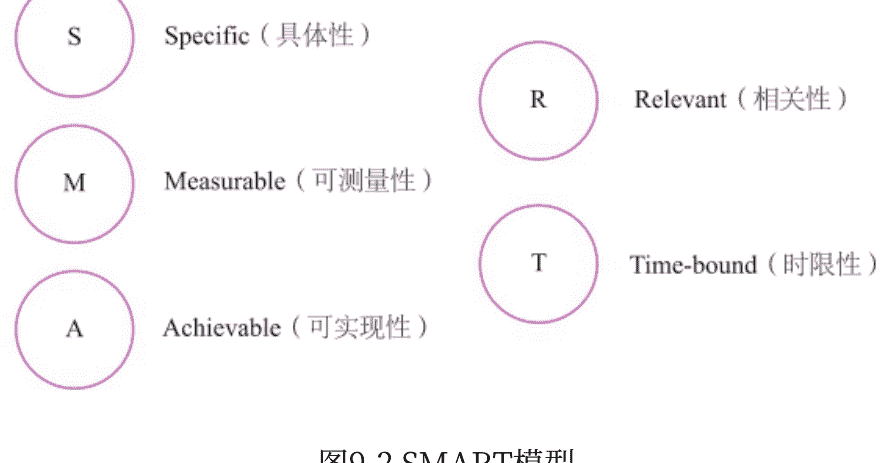 S Specific（具体性）
M Measurable（可测量性）
A Achievable（可实现性）
R Relevant（相关性）
T Time-bound（时限性）
图9-2 SMART模型